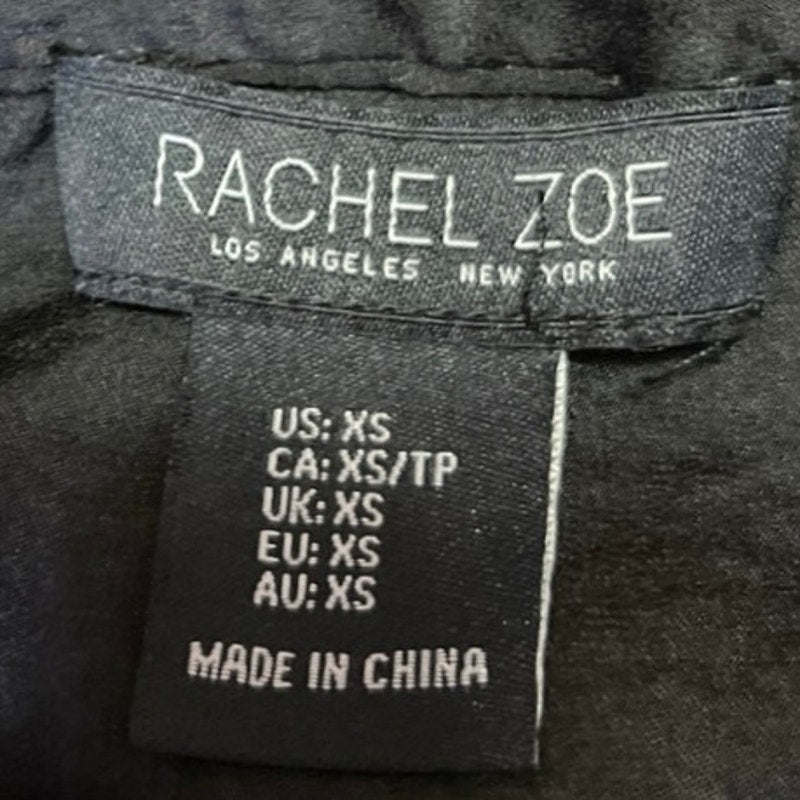 RACHEL ZOE
LOS ANGELES NEW YORK
US: XS
CA: XS/TP
UK: XS
EU: XS
AU: XS
MADE IN CHINA